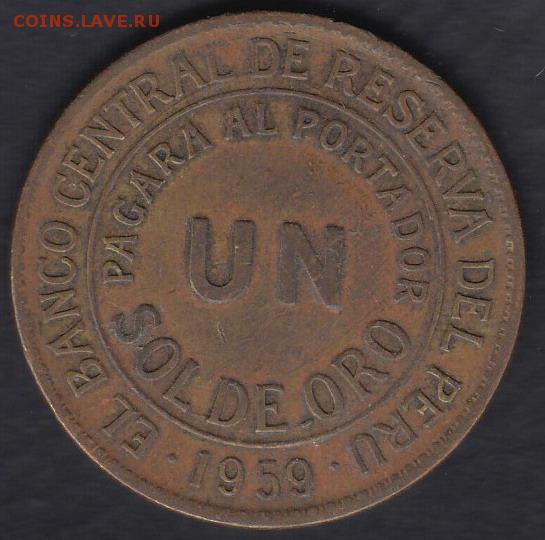 COINS.LAVE.RU
EL BANCO CENTRAL DE RESERVA DEL PERU
PAGARA AL PORTADOR
UN
SOL DE ORO
· 1959 ·